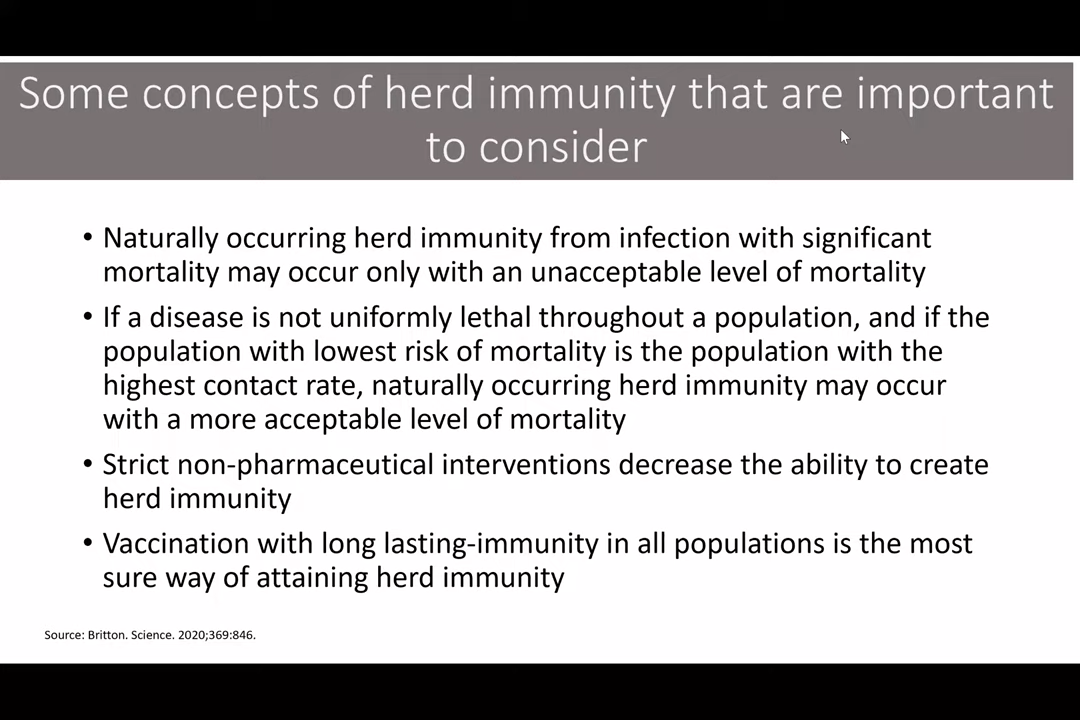 Some concepts of herd immunity that are important
to consider
• Naturally occurring herd immunity from infection with significant
mortality may occur only with an unacceptable level of mortality
• If a disease is not uniformly lethal throughout a population, and if the
population with lowest risk of mortality is the population with the
highest contact rate, naturally occurring herd immunity may occur
with a more acceptable level of mortality
• Strict non-pharmaceutical interventions decrease the ability to create
herd immunity
• Vaccination with long lasting-immunity in all populations is the most
sure way of attaining herd immunity
Source: Britton. Science. 2020;369:846.